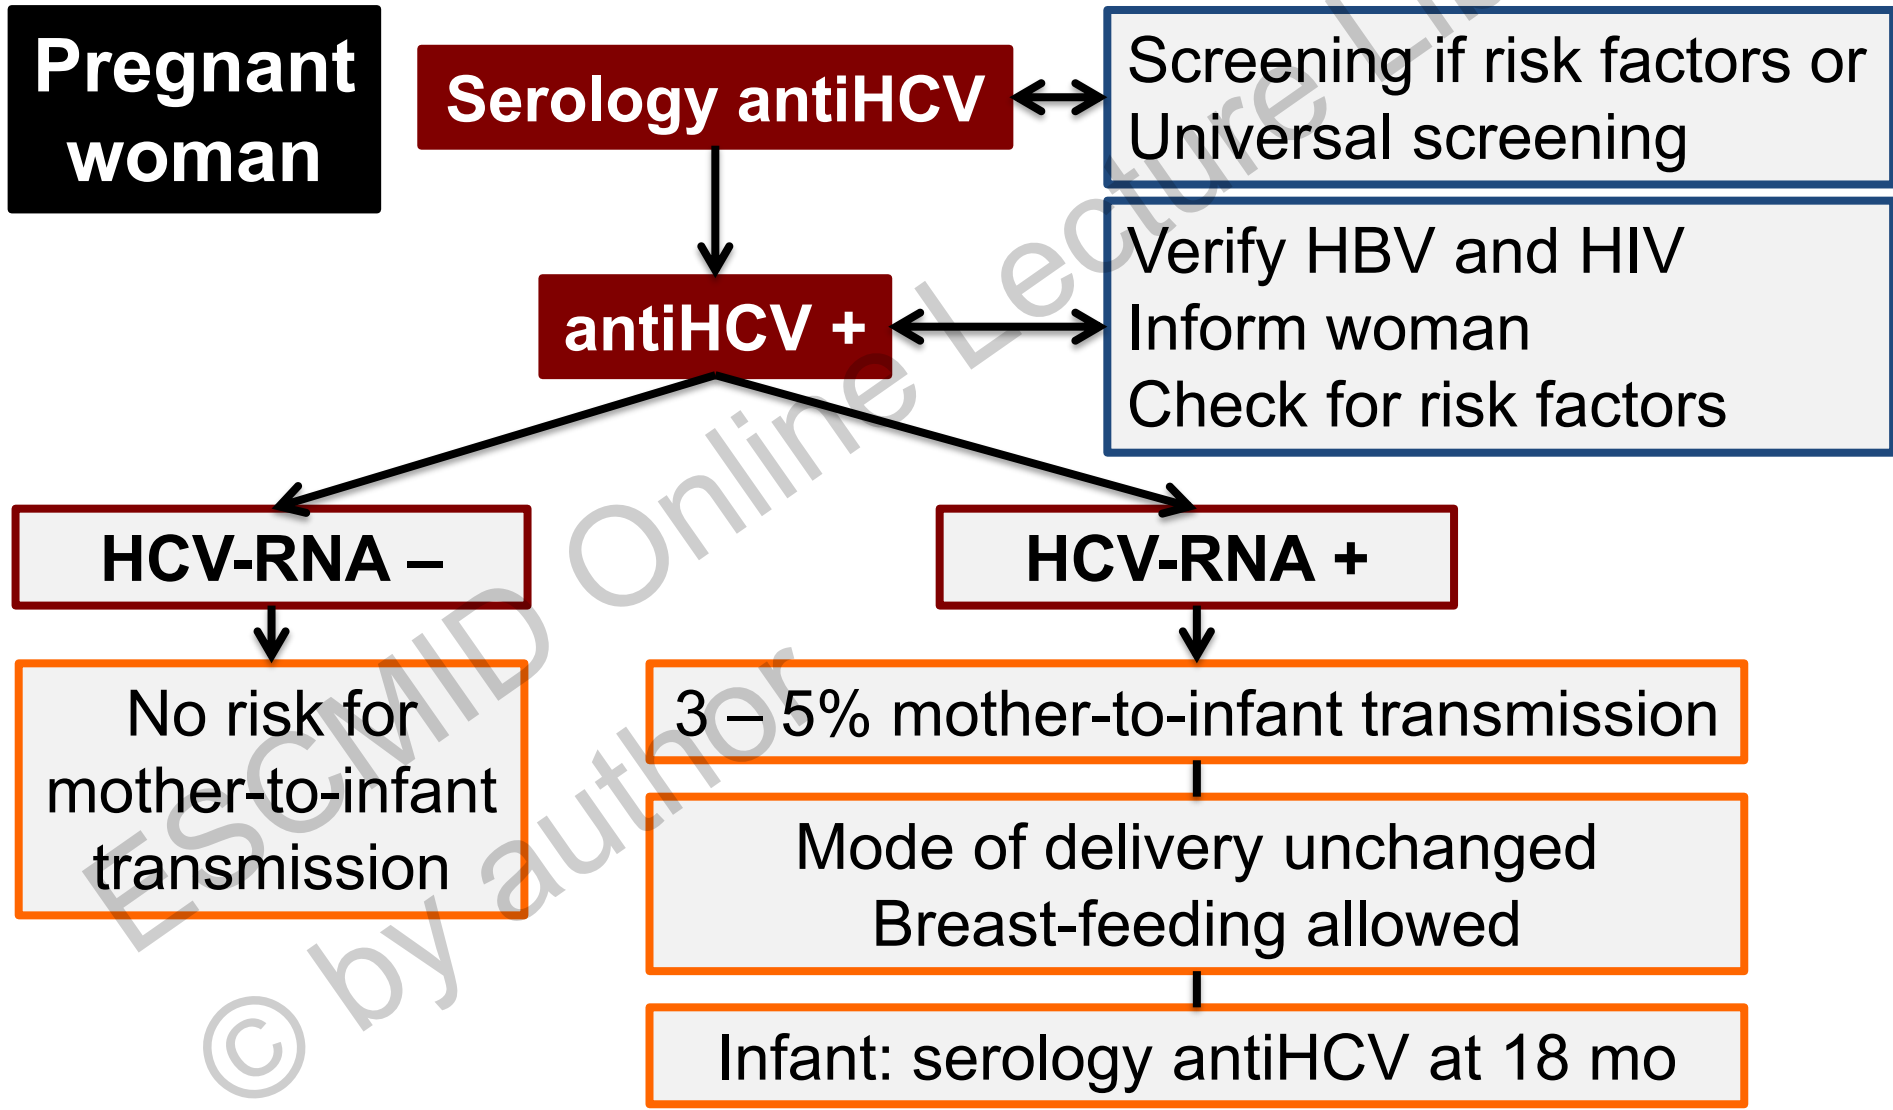 Pregnant
woman
Serology antiHCV
Screening if risk factors or
Universal screening
antiHCV +
Verify HBV and HIV
Inform woman
Check for risk factors
HCV-RNA –
HCV-RNA +
No risk for
mother-to-infant
transmission
3 – 5% mother-to-infant transmission
Mode of delivery unchanged
Breast-feeding allowed
Infant: serology antiHCV at 18 mo
ESCMID Online Lecture
© by author